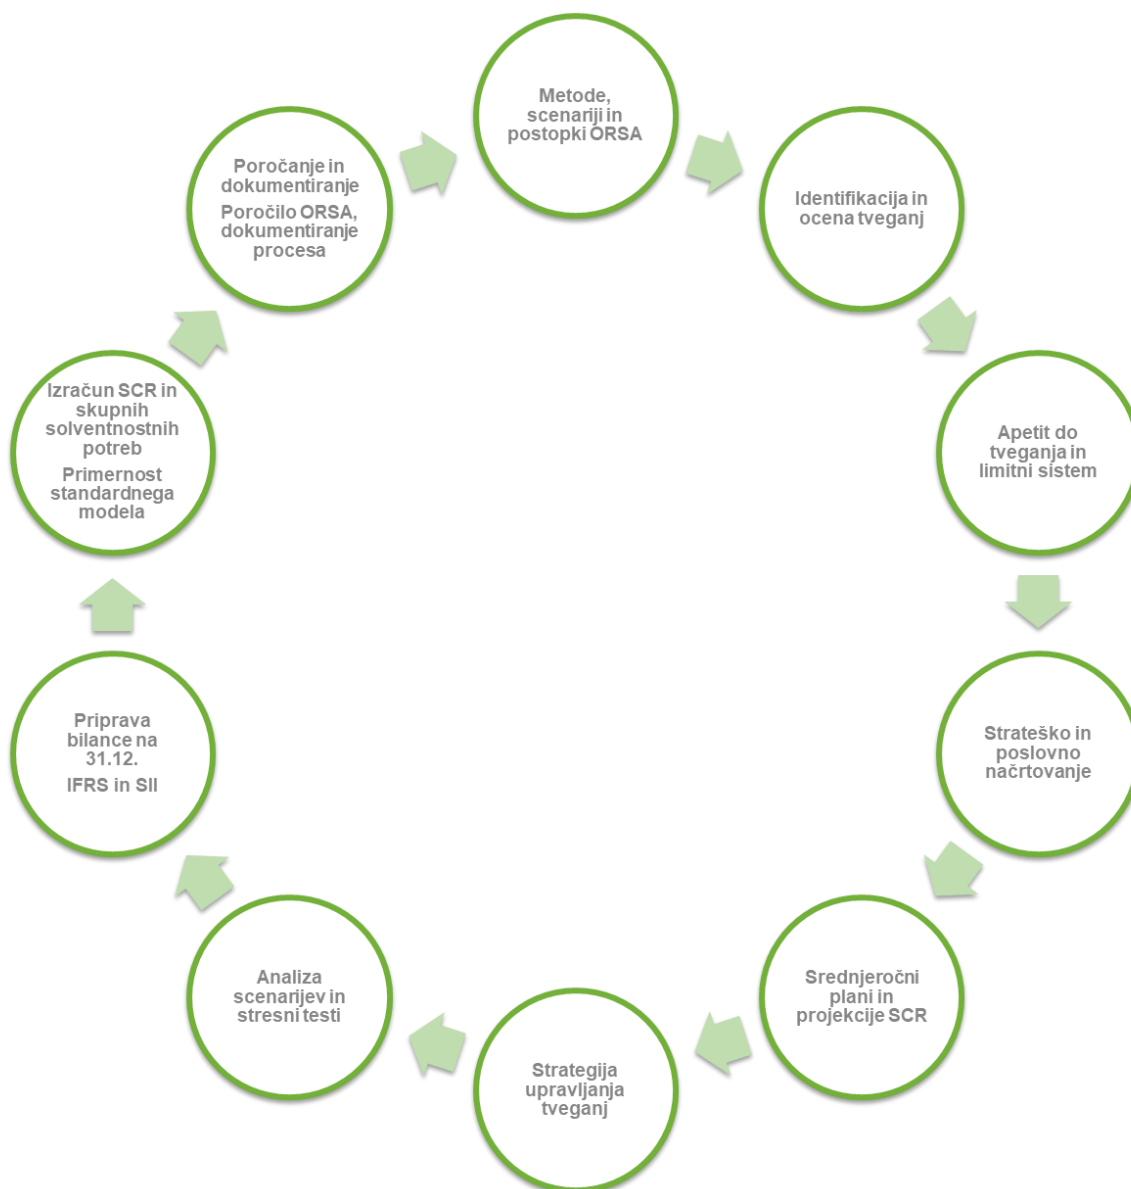 Metode,
scenariji in
postopki ORSA
Identifikacija in
ocena tveganj
Apetit do
tveganja in
limitni sistem
Strateško in
poslovno
načrtovanje
Srednjeročni
plani in
projekcije SCR
Strategija
upravljanja
tveganj
Analiza
scenarijev in
stresni testi
Priprava
bilance na
31.12.
IFRS in SII
Izračun SCR in
skupnih
solventnostnih
potreb
Primernost
standardnega
modela
Poročanje in
dokumentiranje
Poročilo ORSA,
dokumentiranje
procesa